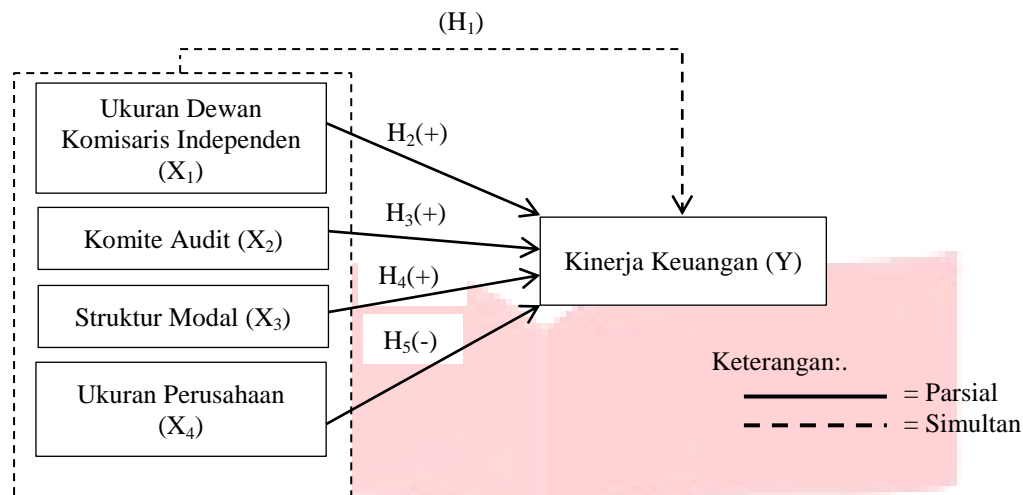 (H₁)
Ukuran Dewan
Komisaris Independen
(X₁)
H₂(+)
Komite Audit (X₂)
H₃(+)
Kinerja Keuangan (Y)
Struktur Modal (X₃)
H₄(+)
Ukuran Perusahaan
(X₄)
H₅(-)
Keterangan:.
= Parsial
= Simultan